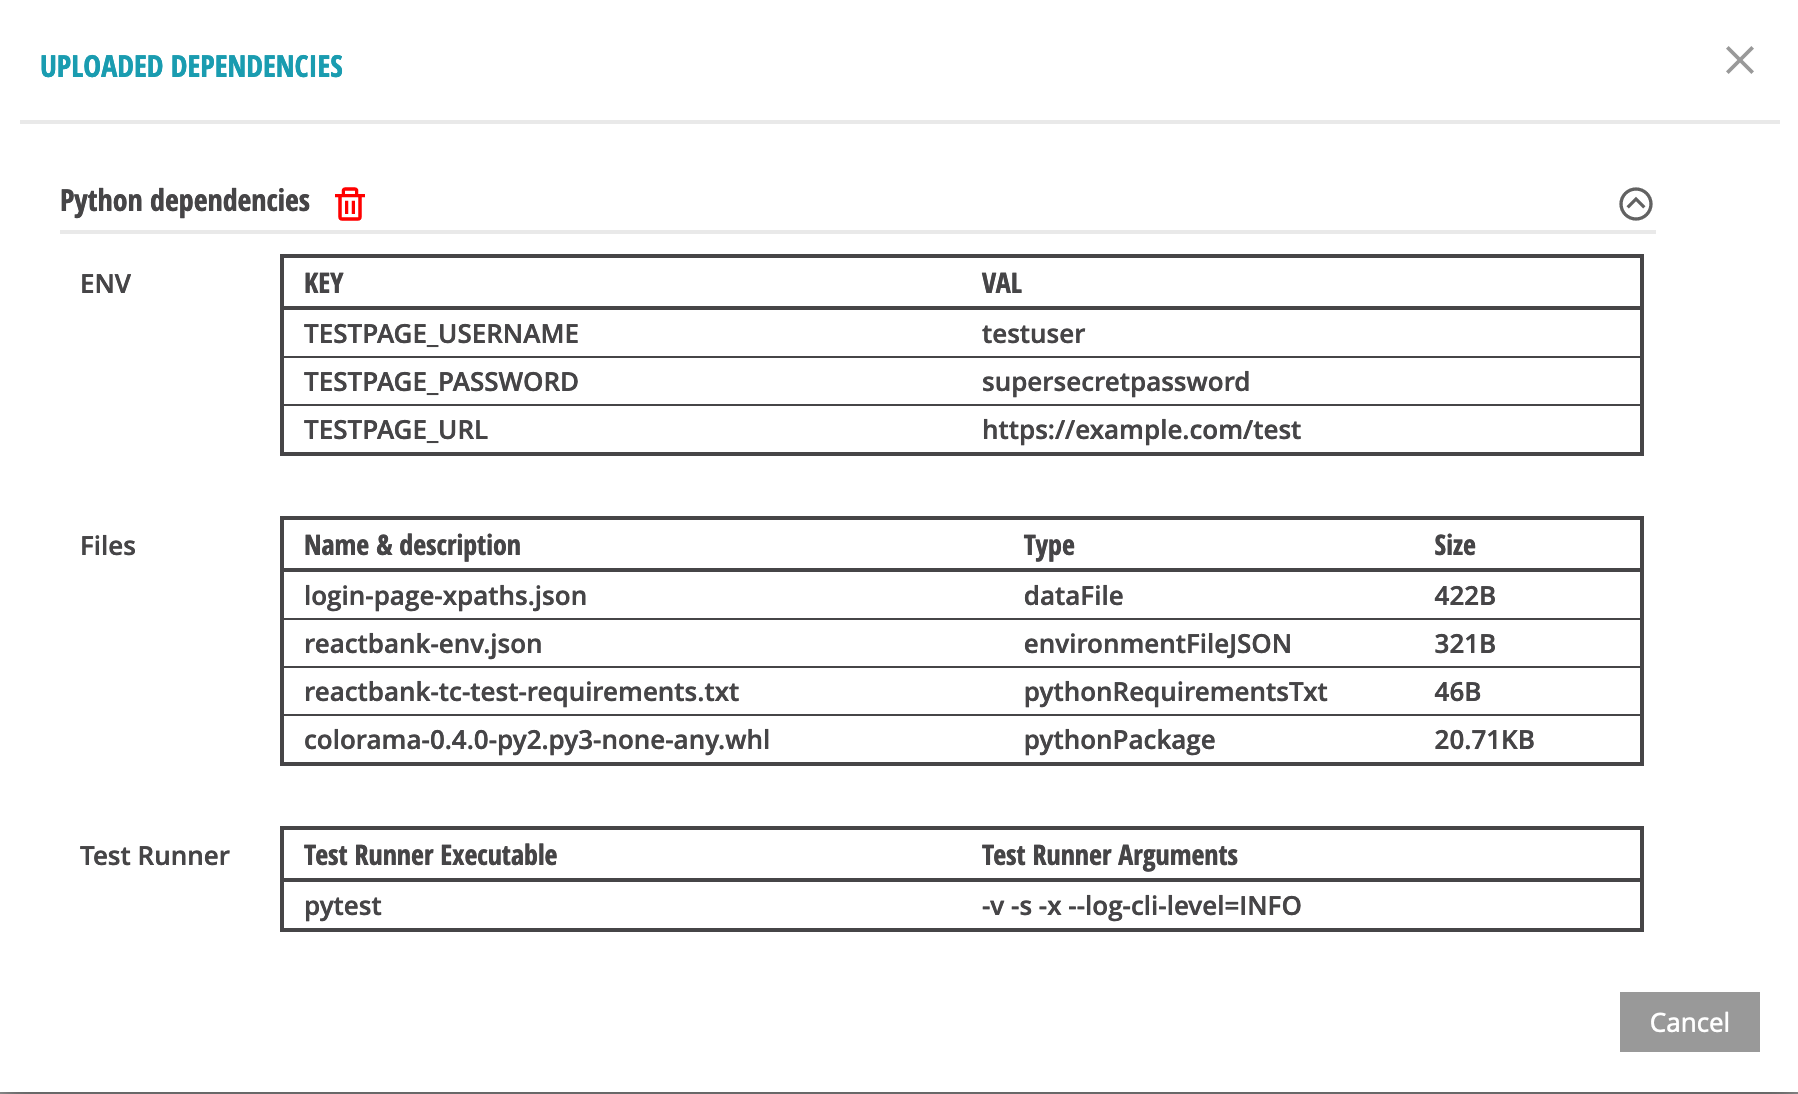 UPLOADED DEPENDENCIES
Python dependencies
ENV
KEY VAL
TESTPAGE_USERNAME testuser
TESTPAGE_PASSWORD supersecretpassword
TESTPAGE_URL https://example.com/test
Files
Name & description Type Size
login-page-xpaths.json dataFile 422B
reactbank-env.json environmentFileJSON 321B
reactbank-tc-test-requirements.txt pythonRequirementsTxt 46B
colorama-0.4.0-py2.py3-none-any.whl pythonPackage 20.71KB
Test Runner
Test Runner Executable Test Runner Arguments
pytest -v -s -x --log-cli-level=INFO
Cancel